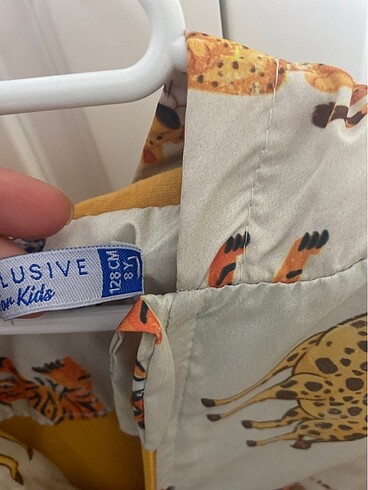 LUSIVE
for Kids
128 CM
8 Y.